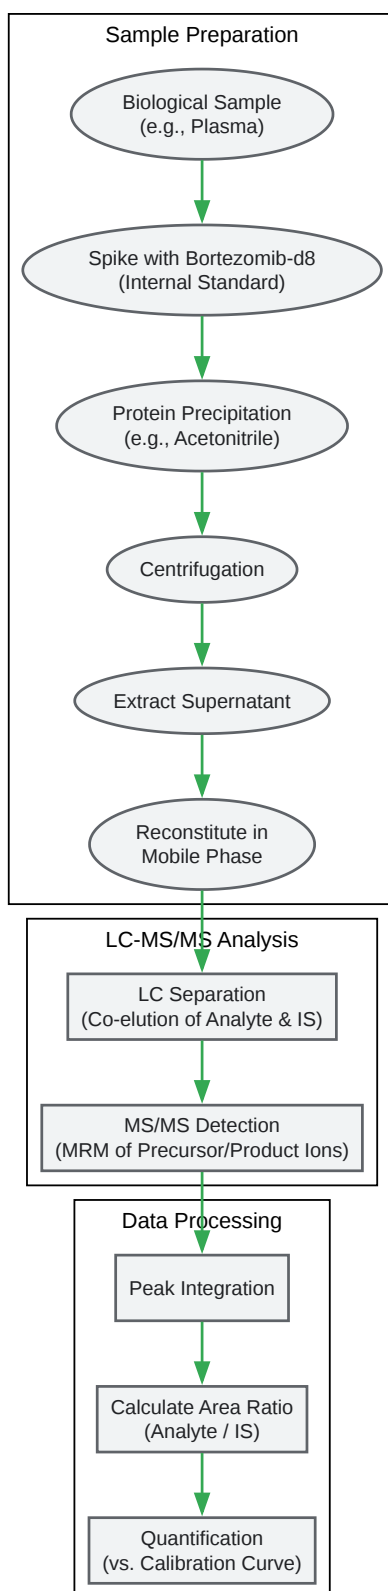 Sample Preparation
Biological Sample
(e.g., Plasma)
Spike with Bortezomib-d8
(Internal Standard)
Protein Precipitation
(e.g., Acetonitrile)
Centrifugation
Extract Supernatant
Reconstitute in
Mobile Phase
LC-MS/MS Analysis
LC Separation
(Co-elution of Analyte & IS)
MS/MS Detection
(MRM of Precursor/Product Ions)
Data Processing
Peak Integration
Calculate Area Ratio
(Analyte / IS)
Quantification
(vs. Calibration Curve)